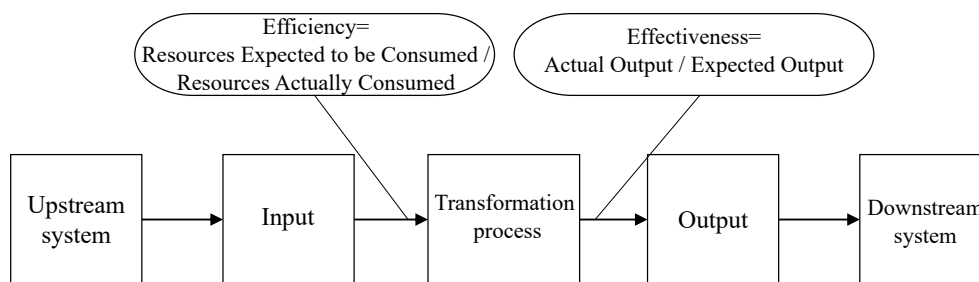 Efficiency=
Resources Expected to be Consumed /
Resources Actually Consumed
Effectiveness=
Actual Output / Expected Output
Upstream
system
Input
Transformation
process
Output
Downstream
system